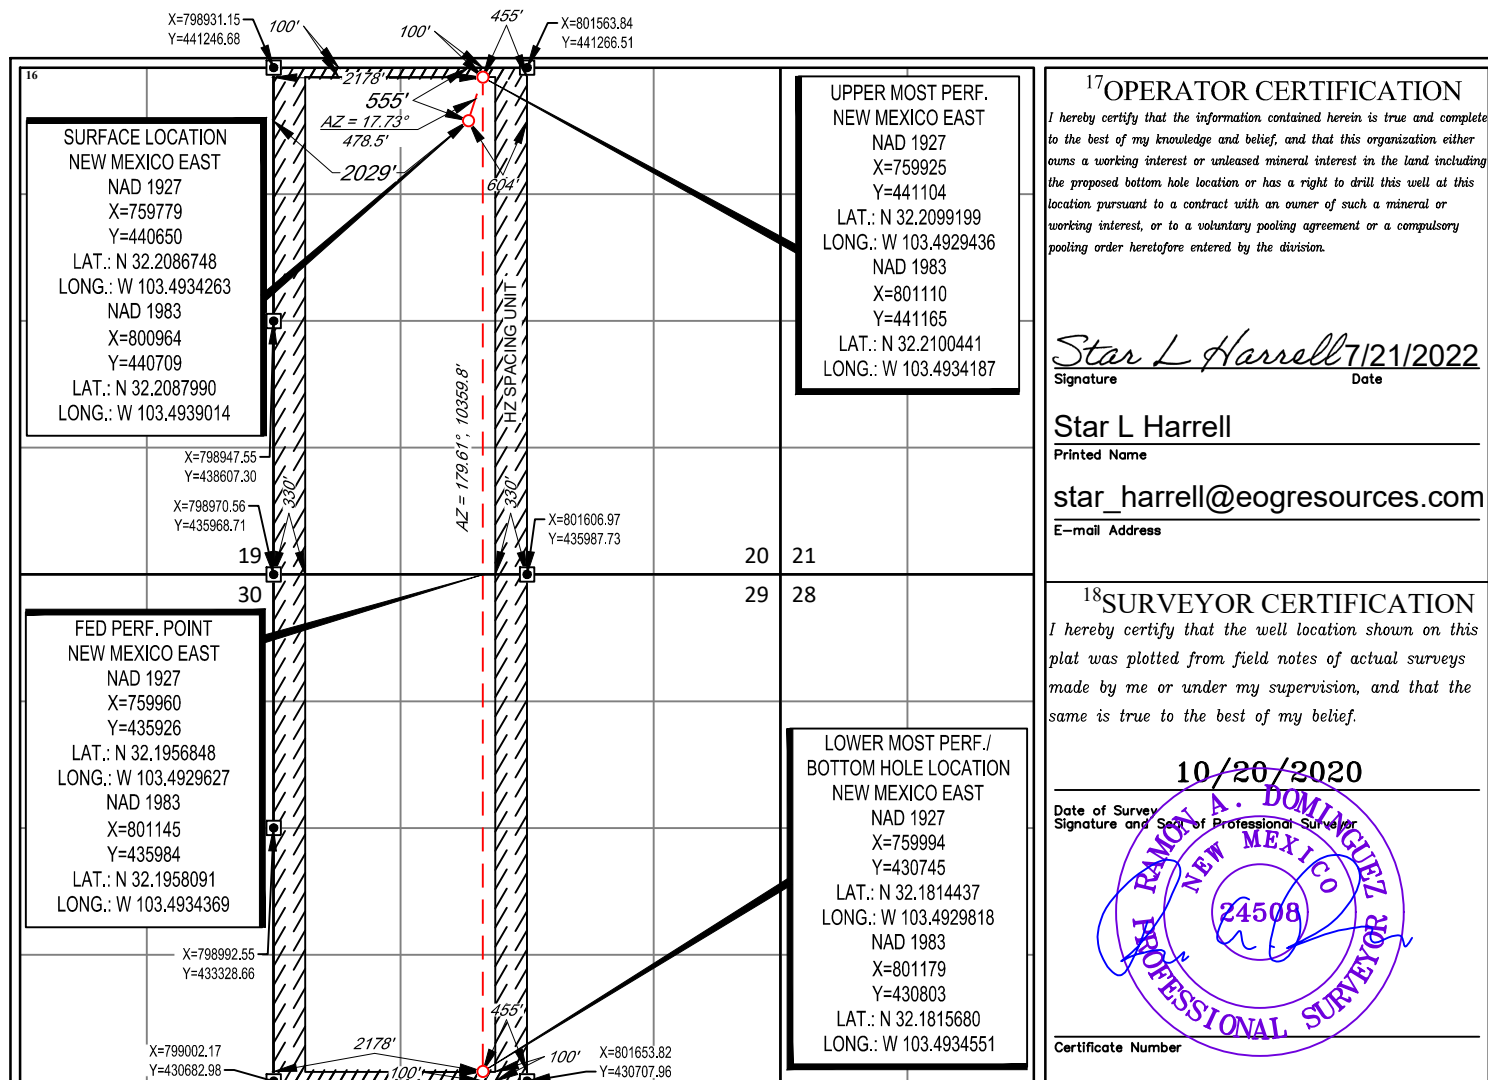 X=798931.15
Y=441246.68
100'
100'
455'
X=801563.84
Y=441266.51
16
2178'
555'
AZ = 17.73°
478.5'
2029'
604'
SURFACE LOCATION
NEW MEXICO EAST
NAD 1927
X=759779
Y=440650
LAT.: N 32.2086748
LONG.: W 103.4934263
NAD 1983
X=800964
Y=440709
LAT.: N 32.2087990
LONG.: W 103.4939014
UPPER MOST PERF.
NEW MEXICO EAST
NAD 1927
X=759925
Y=441104
LAT.: N 32.2099199
LONG.: W 103.4929436
NAD 1983
X=801110
Y=441165
LAT.: N 32.2100441
LONG.: W 103.4934187
HZ SPACING UNIT
AZ = 179.61°, 10359.8'
X=798947.55
Y=438607.30
X=798970.56
Y=435968.71
330'
330'
X=801606.97
Y=435987.73
19
20
21
30
29
28
FED PERF. POINT
NEW MEXICO EAST
NAD 1927
X=759960
Y=435926
LAT.: N 32.1956848
LONG.: W 103.4929627
NAD 1983
X=801145
Y=435984
LAT.: N 32.1958091
LONG.: W 103.4934369
LOWER MOST PERF./
BOTTOM HOLE LOCATION
NEW MEXICO EAST
NAD 1927
X=759994
Y=430745
LAT.: N 32.1814437
LONG.: W 103.4929818
NAD 1983
X=801179
Y=430803
LAT.: N 32.1815680
LONG.: W 103.4934551
X=798992.55
Y=433328.66
455'
2178'
100'
100'
X=799002.17
Y=430682.98
X=801653.82
Y=430707.96
17OPERATOR CERTIFICATION
I hereby certify that the information contained herein is true and complete
to the best of my knowledge and belief, and that this organization either
owns a working interest or unleased mineral interest in the land including
the proposed bottom hole location or has a right to drill this well at this
location pursuant to a contract with an owner of such a mineral or
working interest, or to a voluntary pooling agreement or a compulsory
pooling order heretofore entered by the division.
Star L Harrell 7/21/2022
Signature Date
Star L Harrell
Printed Name
star_harrell@eogresources.com
E-mail Address
18SURVEYOR CERTIFICATION
I hereby certify that the well location shown on this
plat was plotted from field notes of actual surveys
made by me or under my supervision, and that the
same is true to the best of my belief.
10/20/2020
Date of Survey
Signature and Seal of Professional Surveyor
RAMON A. DOMINGUEZ
NEW MEXICO
24508
PROFESSIONAL SURVEYOR
Certificate Number